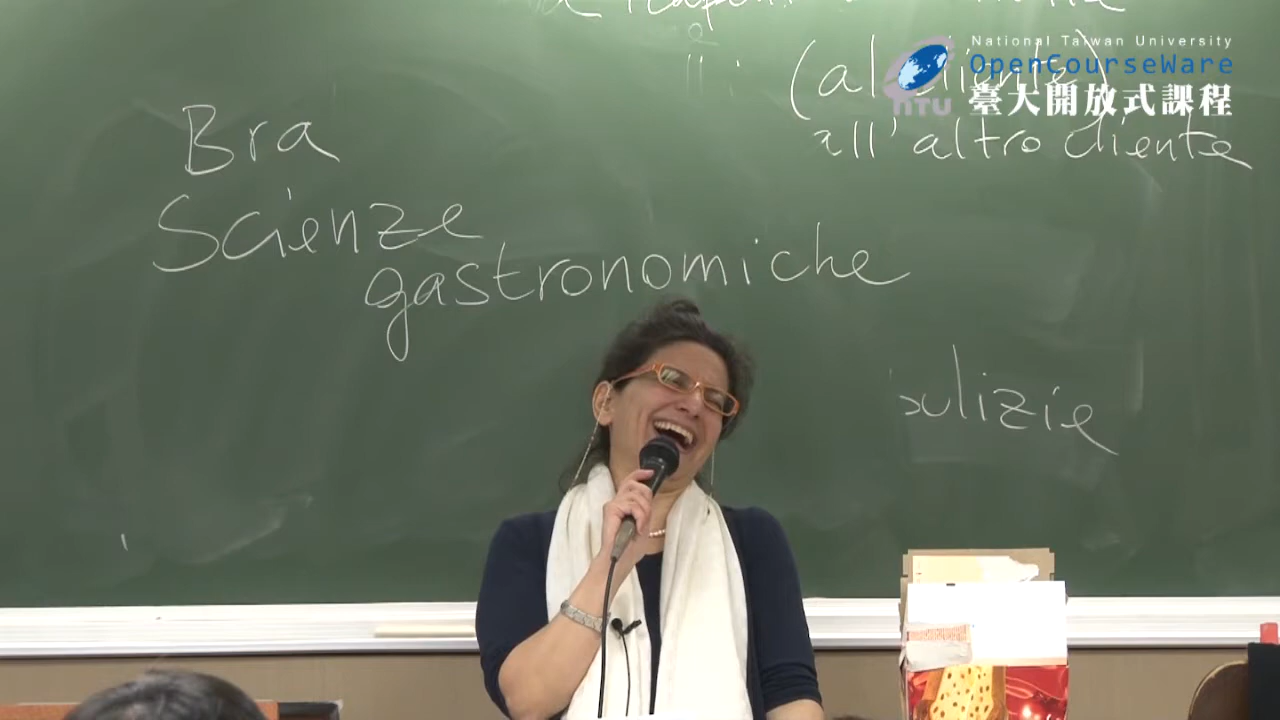 National Taiwan University
OpenCourseWare
臺大開放式課程
NTU
(al cliente)
all'altro cliente
Bra
Scienze
gastronomiche